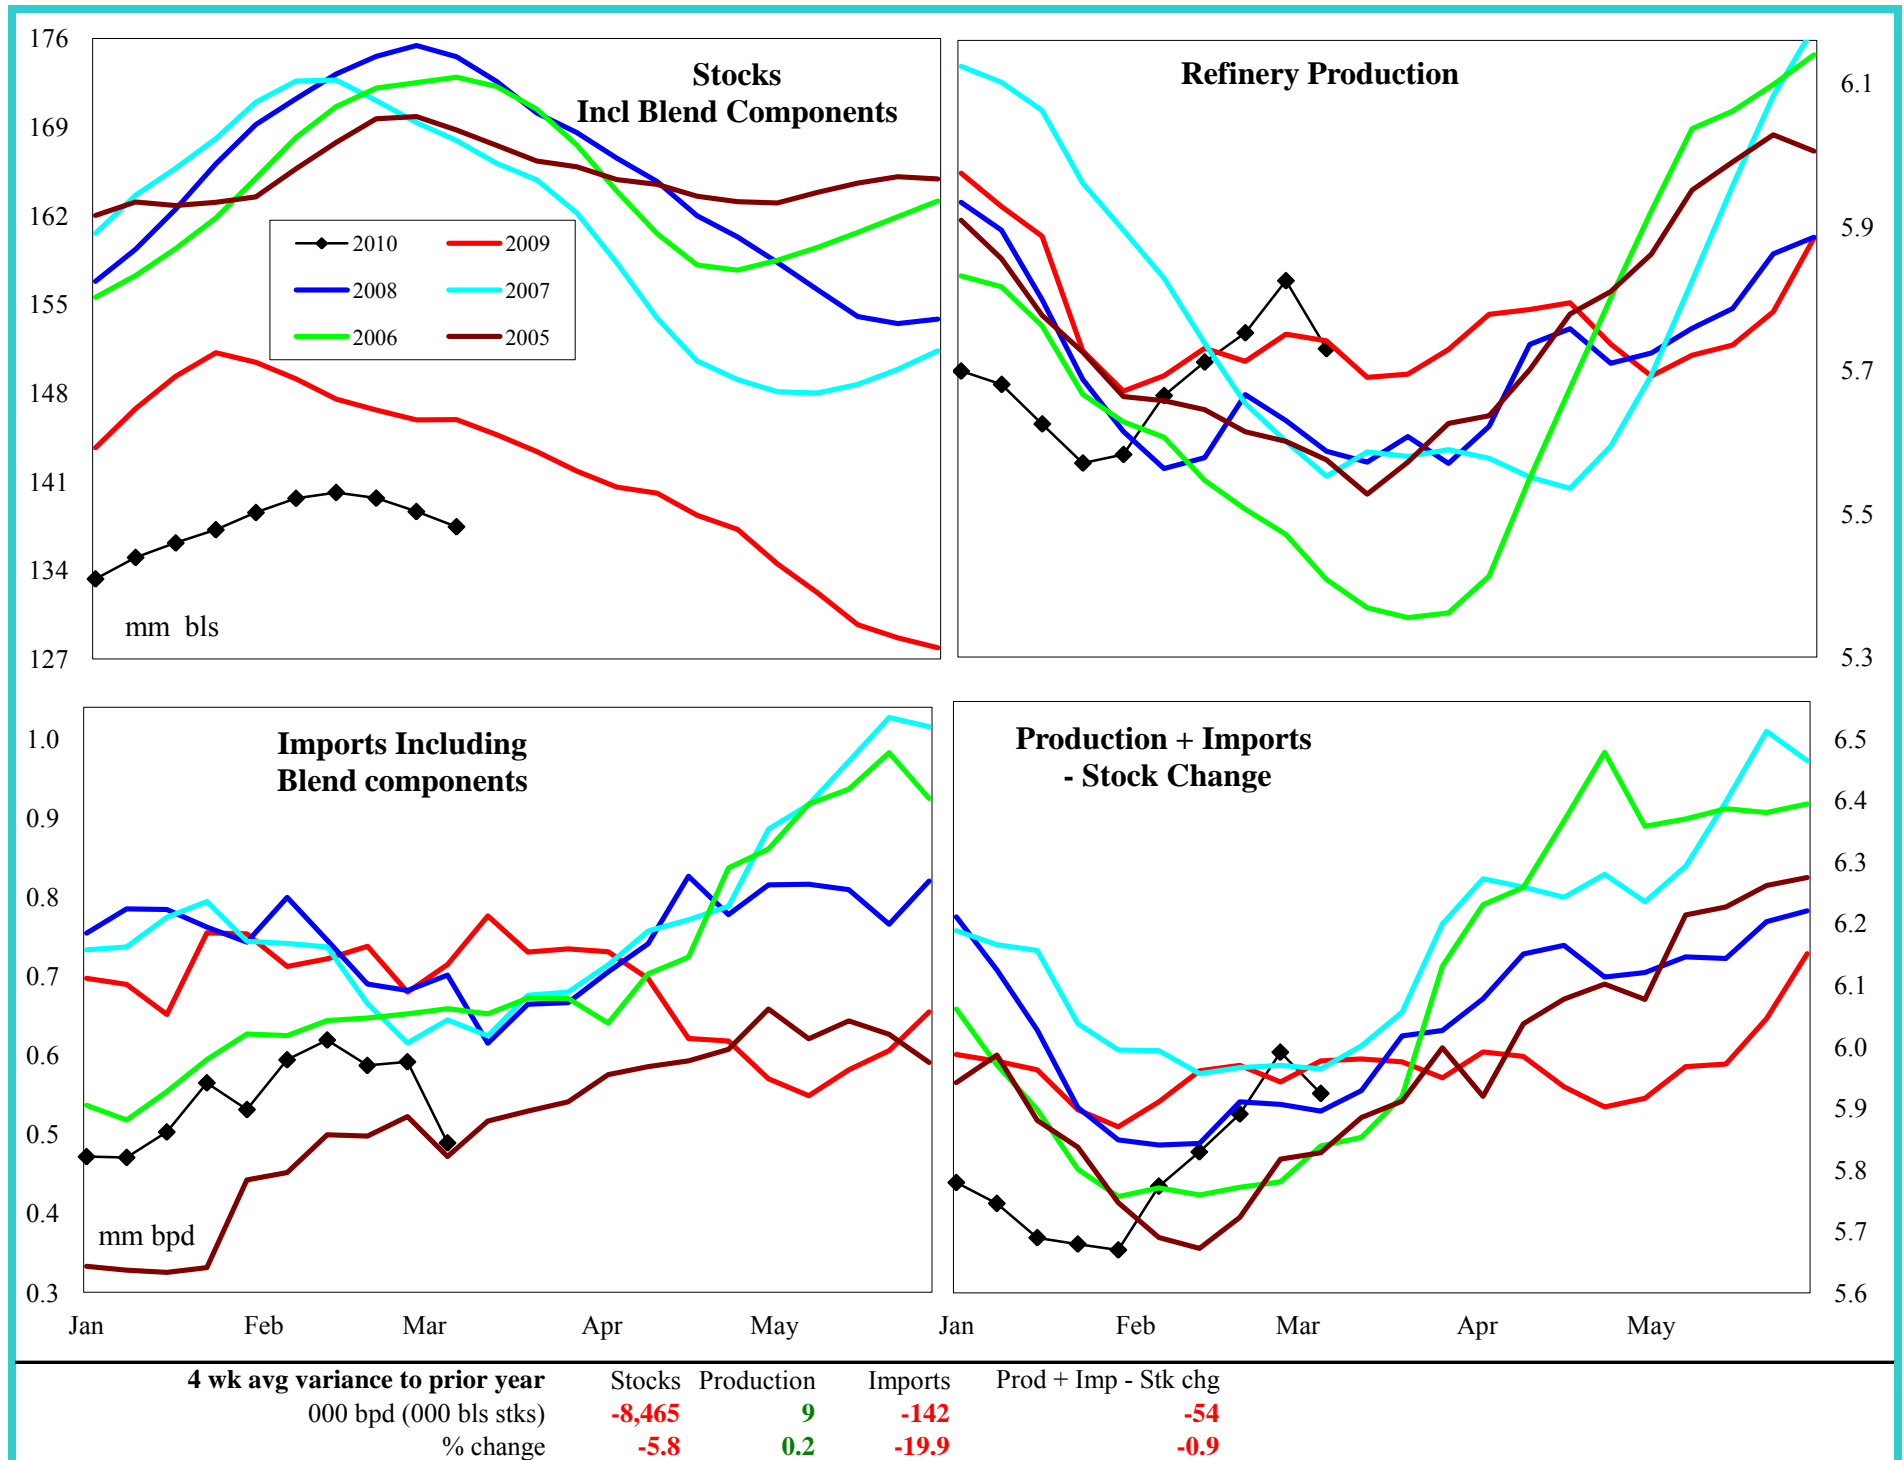 176
169
162
155
148
141
134
127
Stocks
Incl Blend Components
2010 2009
2008 2007
2006 2005
mm bls
Refinery Production
6.1
5.9
5.7
5.5
5.3
1.0
0.9
0.8
0.7
0.6
0.5
0.4
0.3
Imports Including
Blend components
mm bpd
Jan Feb Mar Apr May
Production + Imports
- Stock Change
6.5
6.4
6.3
6.2
6.1
6.0
5.9
5.8
5.7
5.6
Jan Feb Mar Apr May
4 wk avg variance to prior year Stocks Production Imports Prod + Imp - Stk chg
000 bpd (000 bls stks) -8,465 9 -142 -54
% change -5.8 0.2 -19.9 -0.9